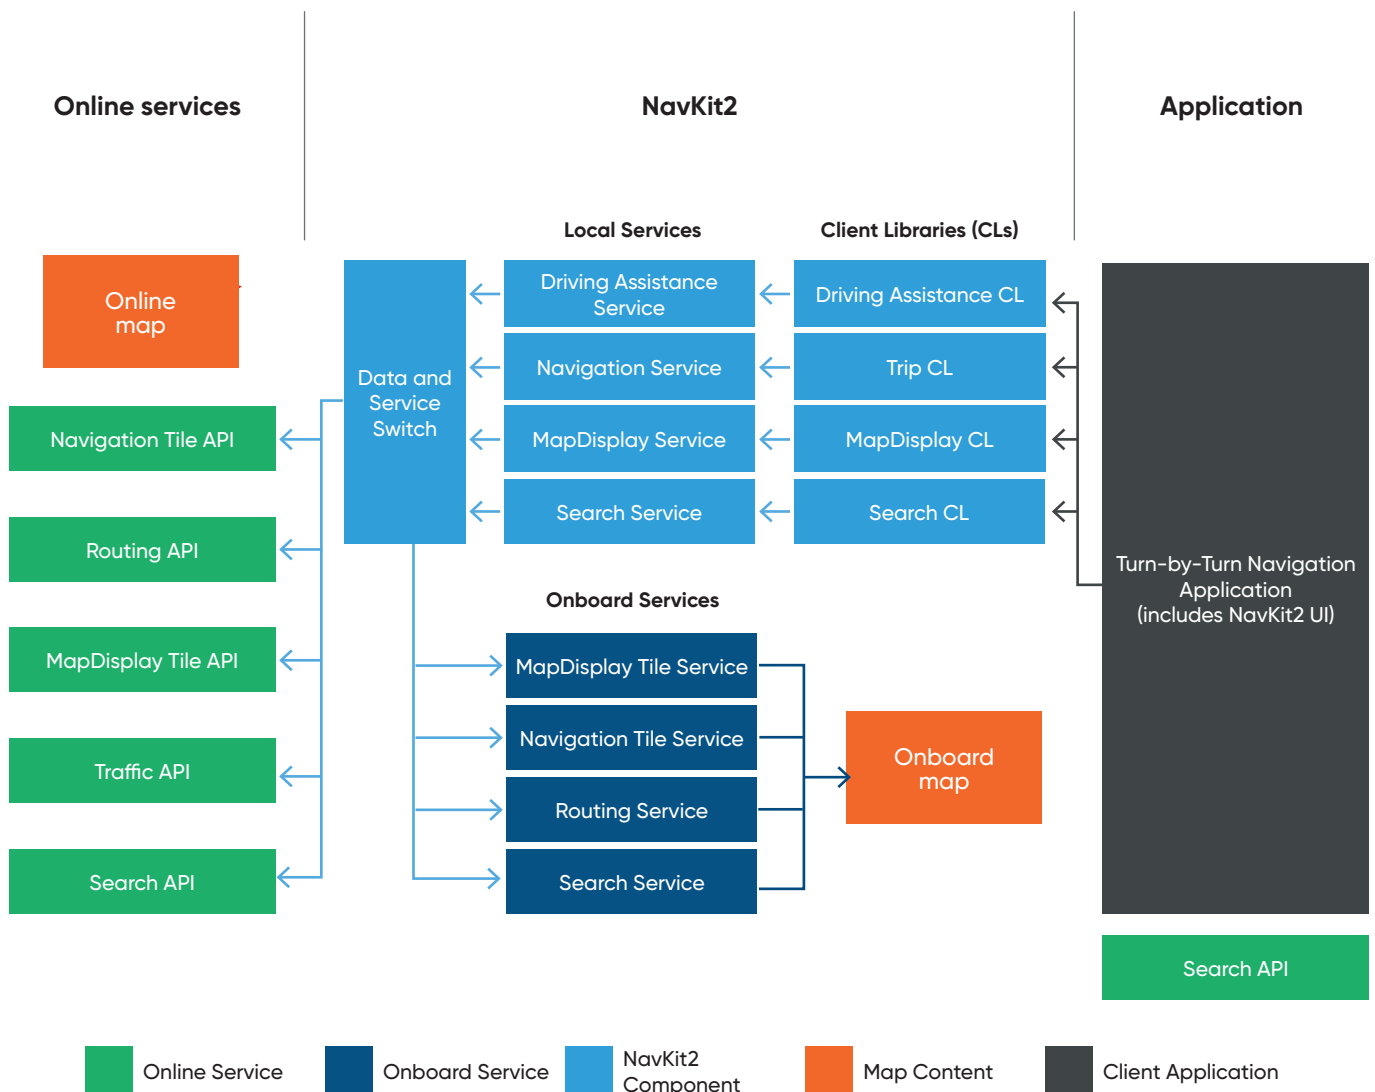 Online services
NavKit2
Application
Local Services
Client Libraries (CLs)
Online
map
Navigation Tile API
Routing API
MapDisplay Tile API
Traffic API
Search API
Data and
Service
Switch
Driving Assistance
Service
Navigation Service
MapDisplay Service
Search Service
Driving Assistance CL
Trip CL
MapDisplay CL
Search CL
Onboard Services
MapDisplay Tile Service
Navigation Tile Service
Routing Service
Search Service
Onboard
map
Turn-by-Turn Navigation
Application
(includes NavKit2 UI)
Search API
Online Service
Onboard Service
NavKit2
Component
Map Content
Client Application